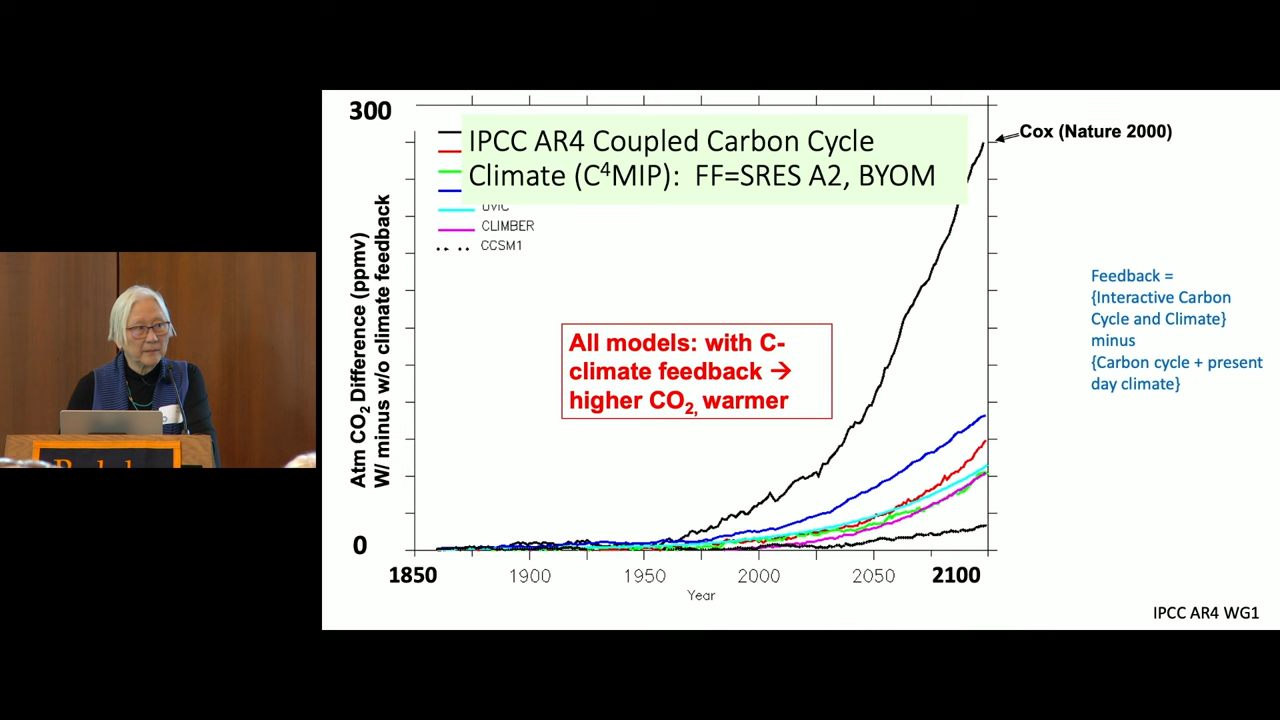 300
IPCC AR4 Coupled Carbon Cycle
Climate (C⁴MIP): FF=SRES A2, BYOM
UVIC
CLIMBER
CCSM1
Cox (Nature 2000)
Atm CO₂ Difference (ppmv)
W/ minus w/o climate feedback
All models: with C-
climate feedback →
higher CO₂, warmer
Feedback =
{Interactive Carbon
Cycle and Climate}
minus
{Carbon cycle + present
day climate}
0
1850 1900 1950 2000 2050 2100
Year
IPCC AR4 WG1